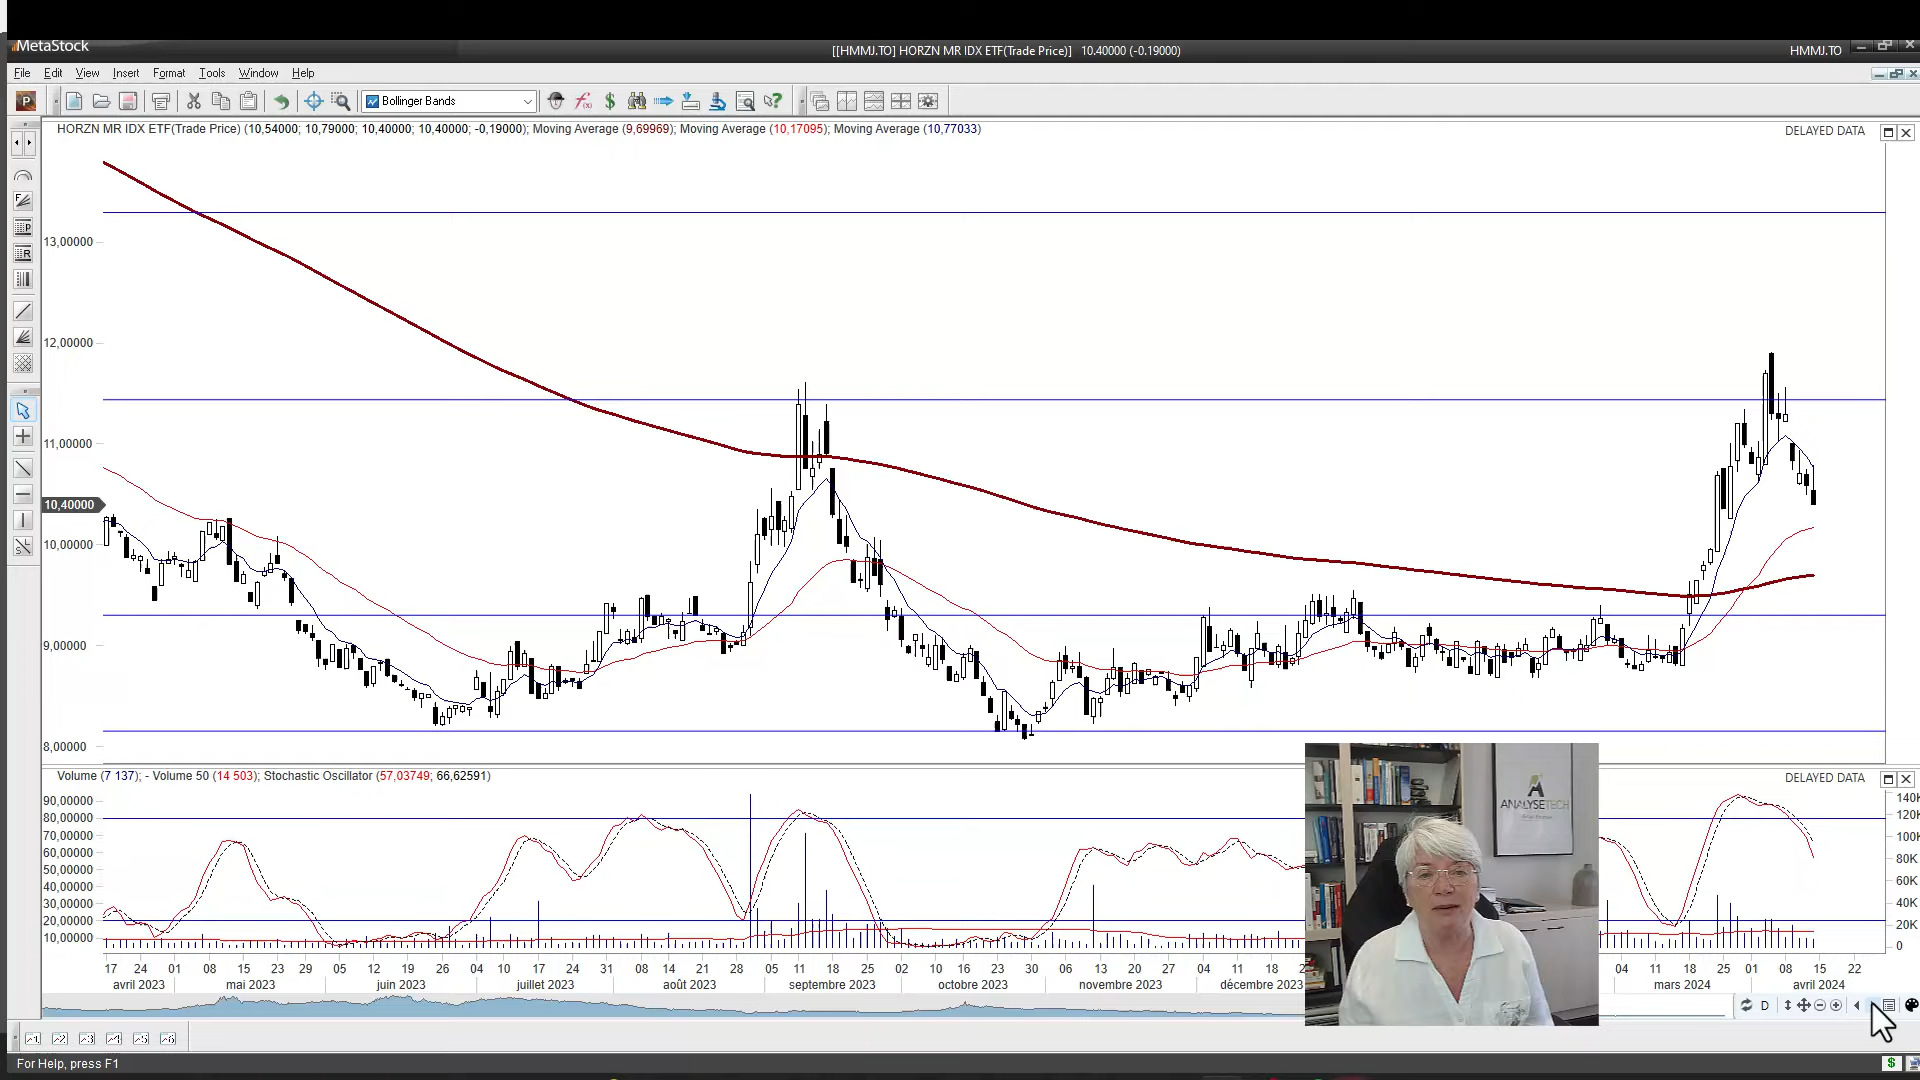 MetaStock
[[HMMJ.TO] HORZN MR IDX ETF(Trade Price)] 10.40000 (-0.19000)
HMMJ.TO
File Edit View Insert Format Tools Window Help
Bollinger Bands
HORZN MR IDX ETF(Trade Price) (10,54000; 10,79000; 10,40000; 10,40000; -0,19000); Moving Average (9,69969); Moving Average (10,17095); Moving Average (10,77033)
DELAYED DATA
13,00000
12,00000
11,00000
10,40000
10,00000
9,00000
8,00000
Volume (7 137); - Volume 50 (14 503); Stochastic Oscillator (57,03749; 66,62591)
DELAYED DATA
90,00000
80,00000
70,00000
60,00000
50,00000
40,00000
30,00000
20,00000
10,00000
140K
120K
100K
80K
60K
40K
20K
0
ANALYSETECH
17 24 01 08 15 23 29 05 12 19 26 04 10 17 24 31 08 14 21 28 05 11 18 25 02 10 16 23 30 06 13 20 27 04 11 18 04 11 18 25 01 08 15 22
avril 2023 mai 2023 juin 2023 juillet 2023 août 2023 septembre 2023 octobre 2023 novembre 2023 décembre 2023 mars 2024 avril 2024
D
For Help, press F1